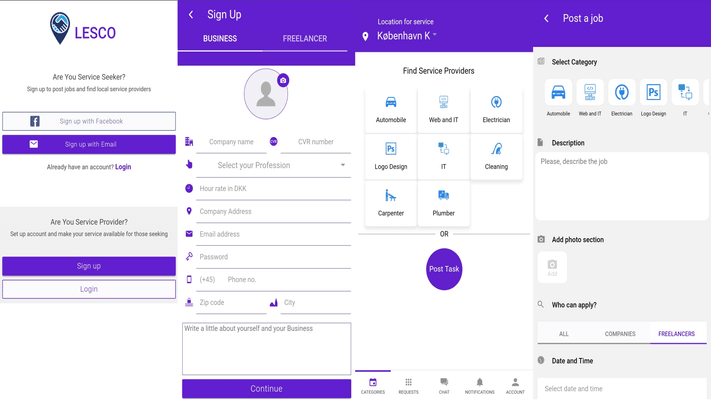 LESCO
Are You Service Seeker?
Sign up to post jobs and find local service providers
Sign up with Facebook
Sign up with Email
Already have an account? Login
Are You Service Provider?
Set up account and make your service available for those seeking
Sign up
Login
Sign Up
BUSINESS FREELANCER
Company name CVR CVR number
Select your Profession
Hour rate in DKK
Company Address
Email address
Password
(+45) Phone no.
Zip code City
Write a little about yourself and your Business
Continue
Location for service
København K
Find Service Providers
Automobile Web and IT Electrician
Ps
Logo Design IT Cleaning
Carpenter Plumber
OR
Post Task
CATEGORIES REQUESTS CHAT NOTIFICATIONS ACCOUNT
Post a job
Select Category
Ps
Automobile Web and IT Electrician Logo Design IT
Description
Please, describe the job
Add photo section
Add
Who can apply?
ALL COMPANIES FREELANCERS
Date and Time
Select date and time